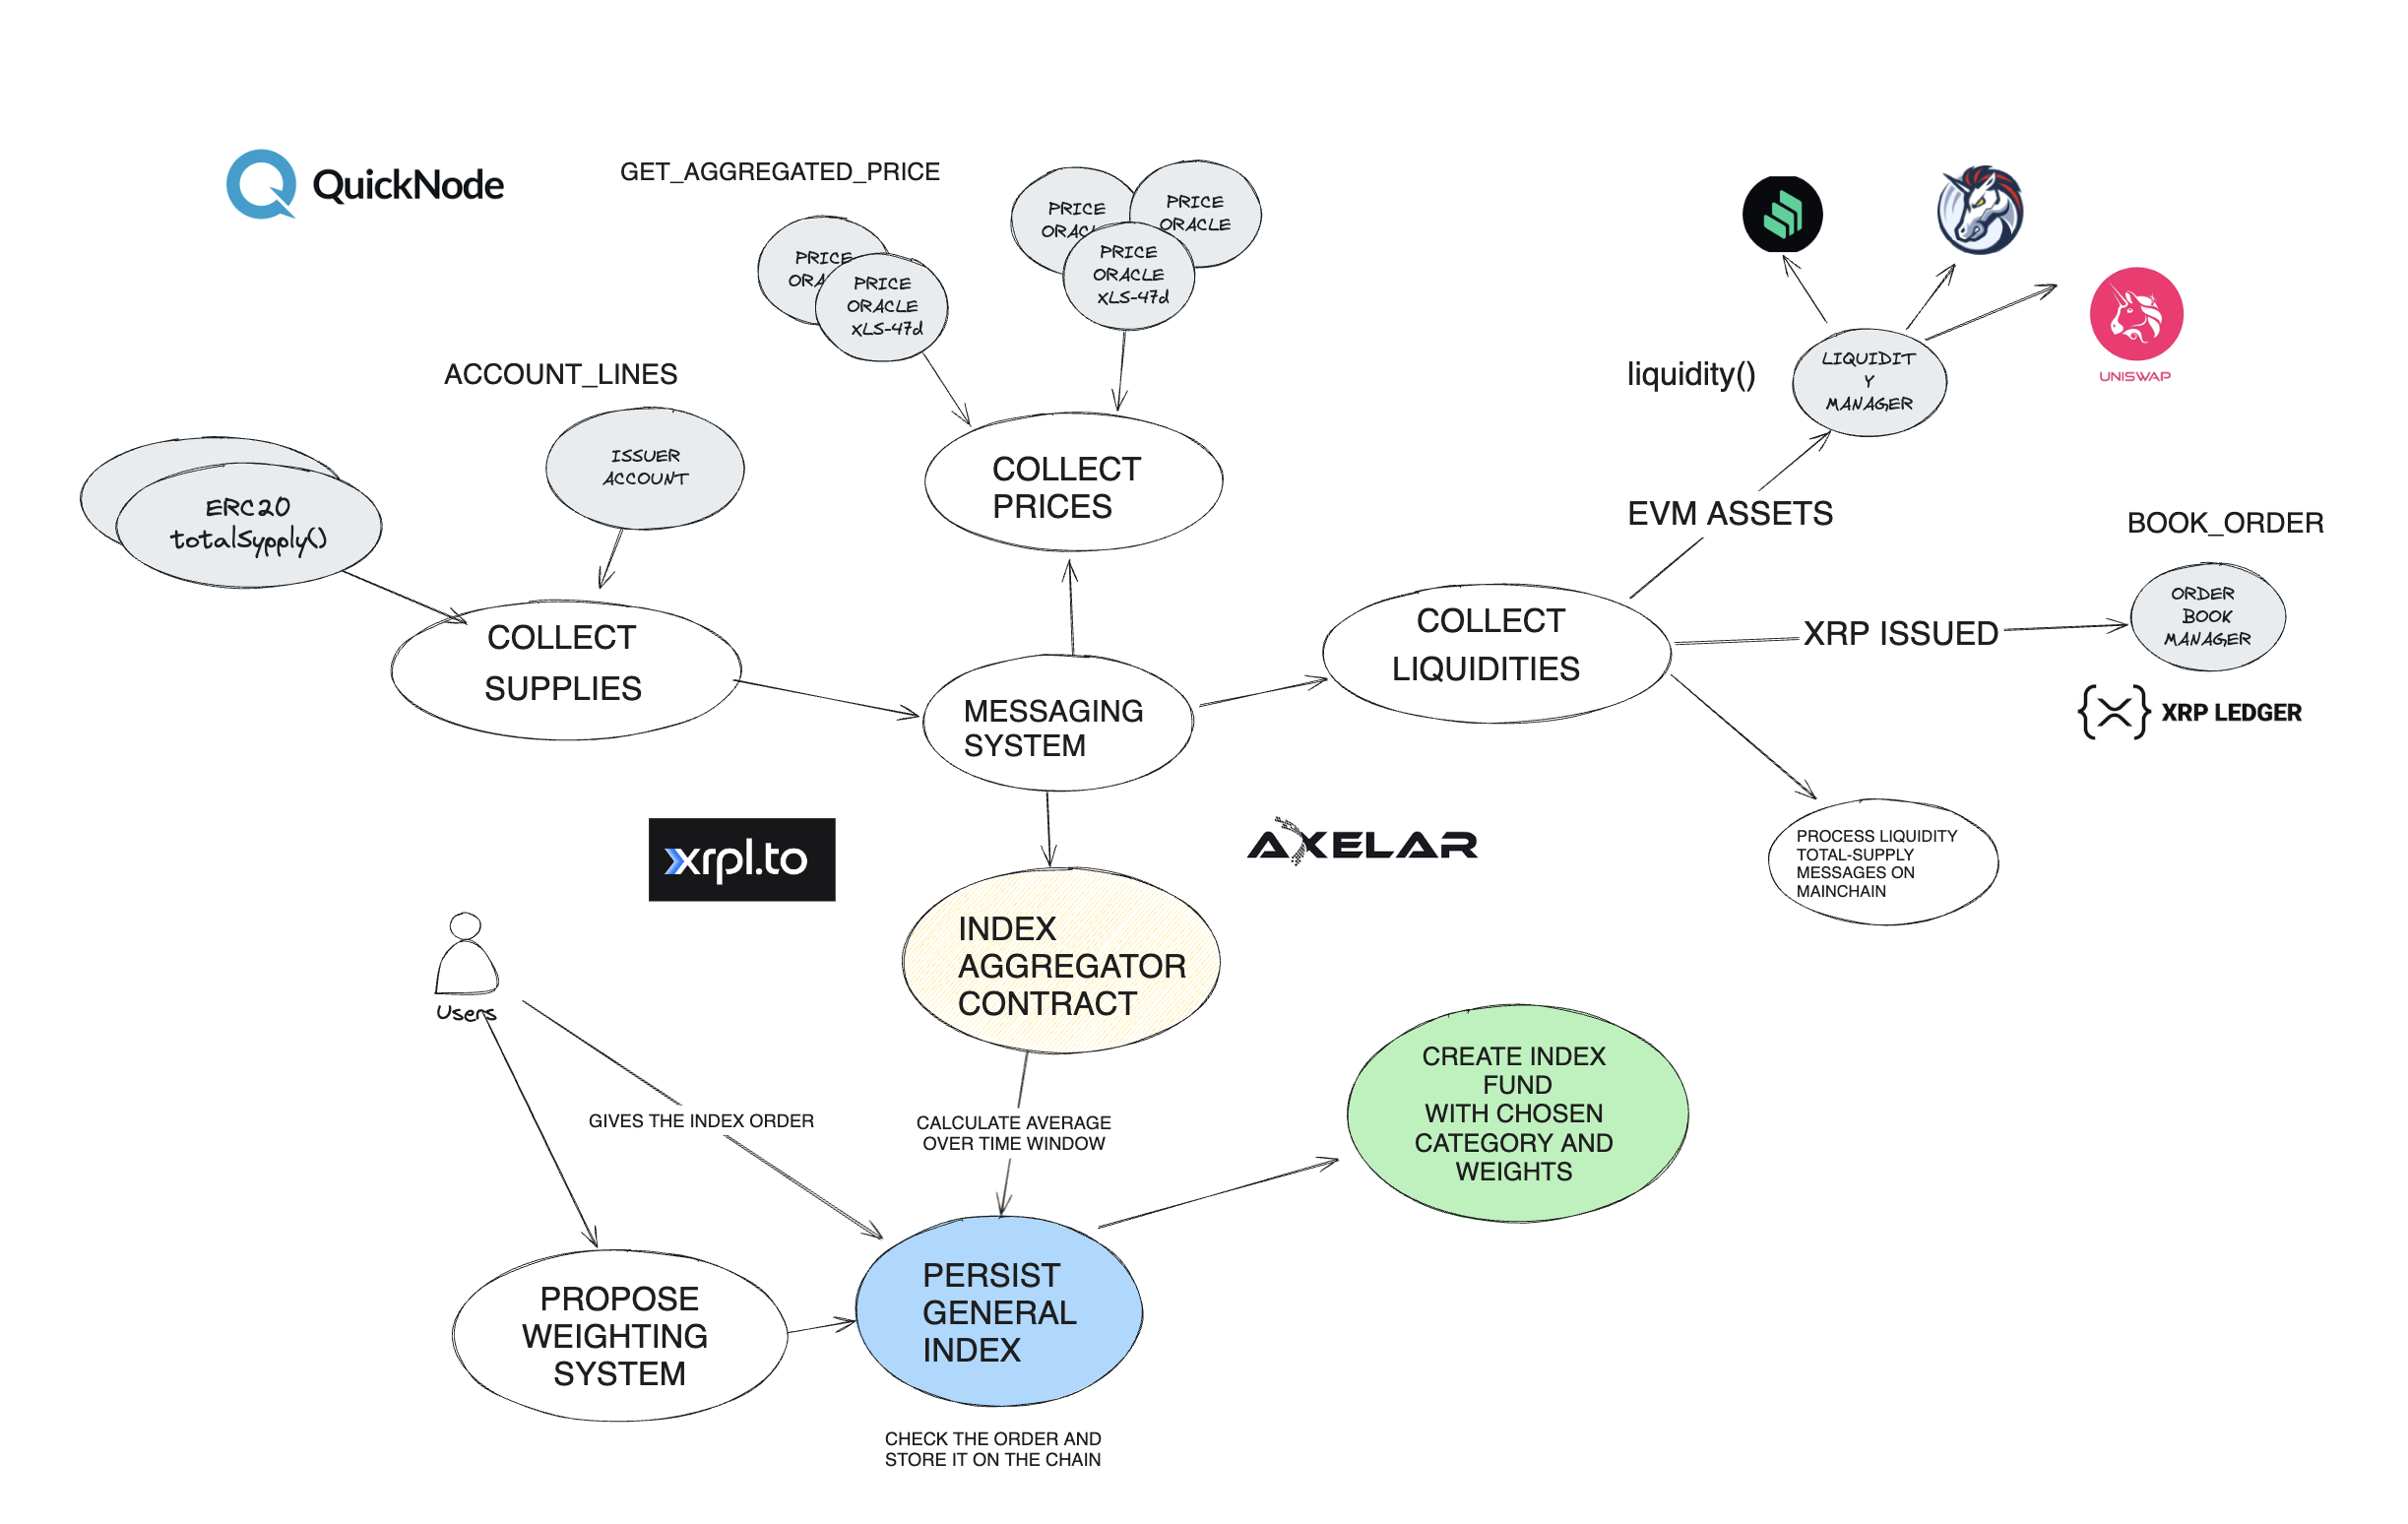 QuickNode
GET_AGGREGATED_PRICE
PRICE
ORA
PRICE
ORACLE
XLS-47d
PRICE
ORAC
PRICE
ORACLE
PRICE
ORACLE
XLS-47d
UNISWAP
liquidity()
LIQUIDIT
Y
MANAGER
ACCOUNT_LINES
ISSUER
ACCOUNT
ERC20
totalSypply()
COLLECT
PRICES
EVM ASSETS
BOOK_ORDER
ORDER
BOOK
MANAGER
XRP LEDGER
COLLECT
SUPPLIES
MESSAGING
SYSTEM
COLLECT
LIQUIDITIES
XRP ISSUED
PROCESS LIQUIDITY
TOTAL-SUPPLY
MESSAGES ON
MAINCHAIN
xrpl.to
AXELAR
INDEX
AGGREGATOR
CONTRACT
Users
GIVES THE INDEX ORDER
CALCULATE AVERAGE
OVER TIME WINDOW
CREATE INDEX
FUND
WITH CHOSEN
CATEGORY AND
WEIGHTS
PROPOSE
WEIGHTING
SYSTEM
PERSIST
GENERAL
INDEX
CHECK THE ORDER AND
STORE IT ON THE CHAIN